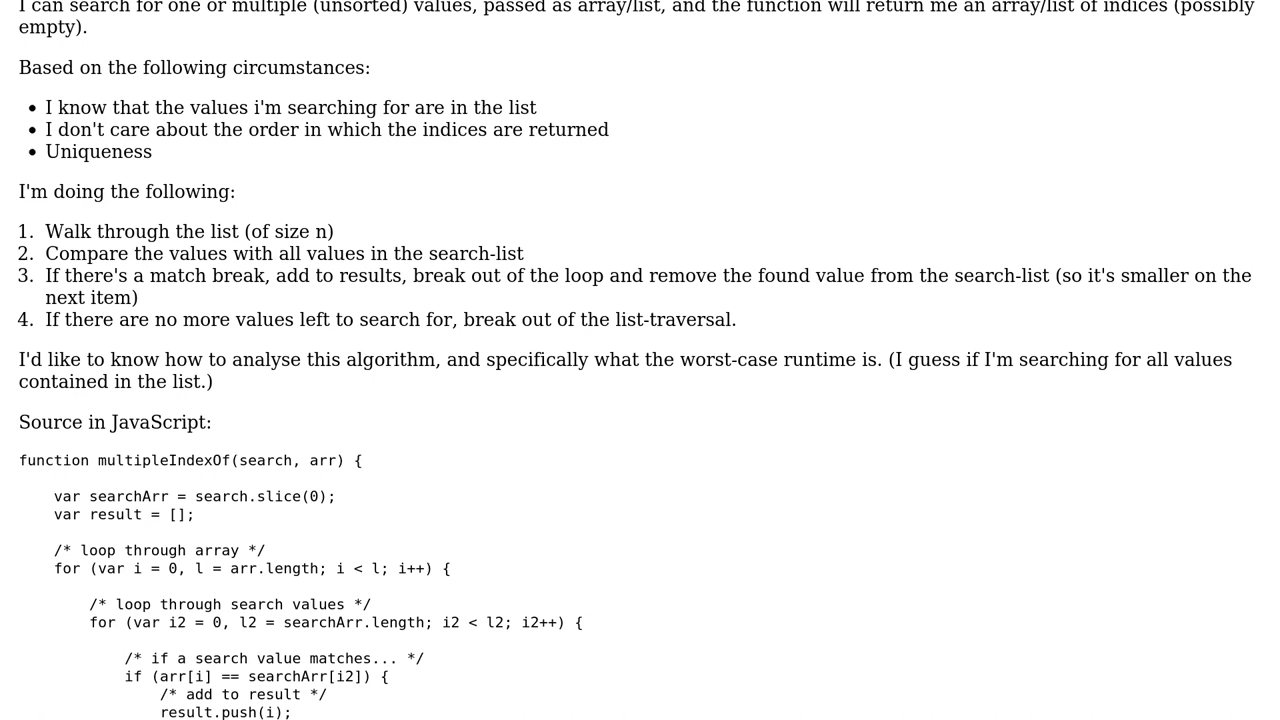 I can search for one or multiple (unsorted) values, passed as array/list, and the function will return me an array/list of indices (possibly
empty).
Based on the following circumstances:
• I know that the values i'm searching for are in the list
• I don't care about the order in which the indices are returned
• Uniqueness
I'm doing the following:
1. Walk through the list (of size n)
2. Compare the values with all values in the search-list
3. If there's a match break, add to results, break out of the loop and remove the found value from the search-list (so it's smaller on the
next item)
4. If there are no more values left to search for, break out of the list-traversal.
I'd like to know how to analyse this algorithm, and specifically what the worst-case runtime is. (I guess if I'm searching for all values
contained in the list.)
Source in JavaScript:
function multipleIndexOf(search, arr) {
    var searchArr = search.slice(0);
    var result = [];
    /* loop through array */
    for (var i = 0, l = arr.length; i < l; i++) {
        /* loop through search values */
        for (var i2 = 0, l2 = searchArr.length; i2 < l2; i2++) {
            /* if a search value matches... */
            if (arr[i] == searchArr[i2]) {
                /* add to result */
                result.push(i);